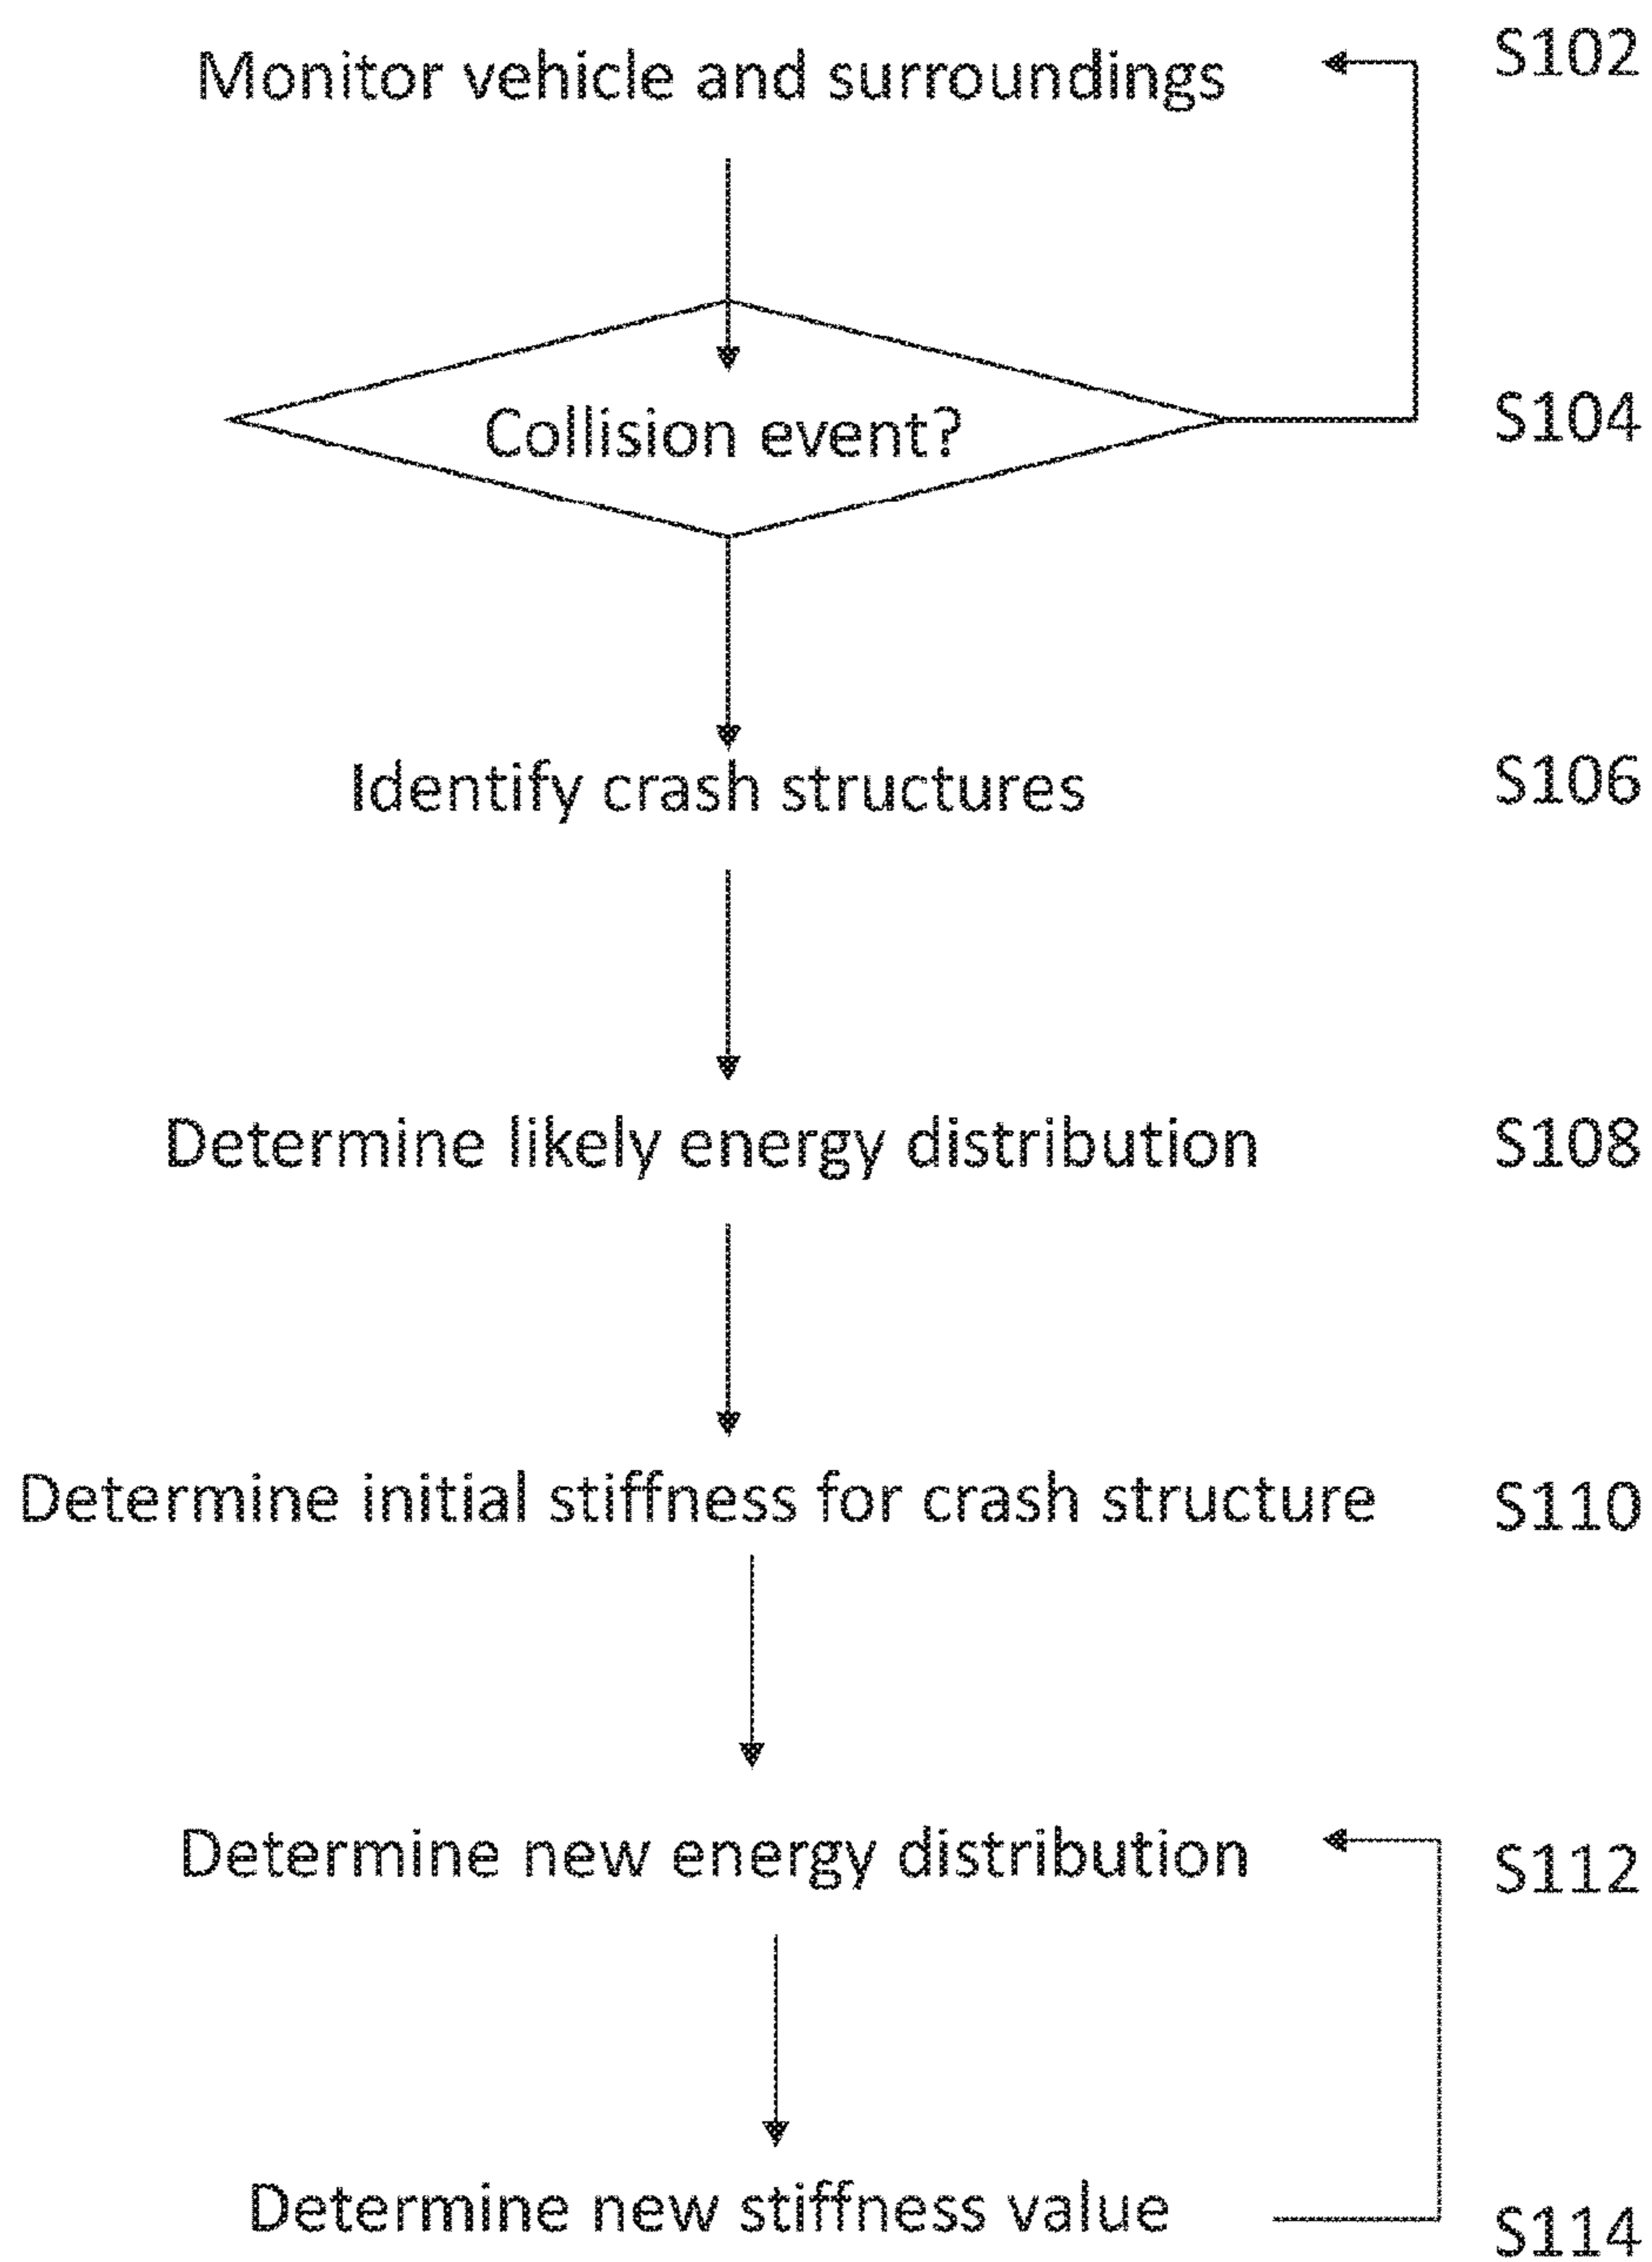 Monitor vehicle and surroundings S102
Collision event? S104
Identify crash structures S106
Determine likely energy distribution S108
Determine initial stiffness for crash structure S110
Determine new energy distribution S112
Determine new stiffness value S114